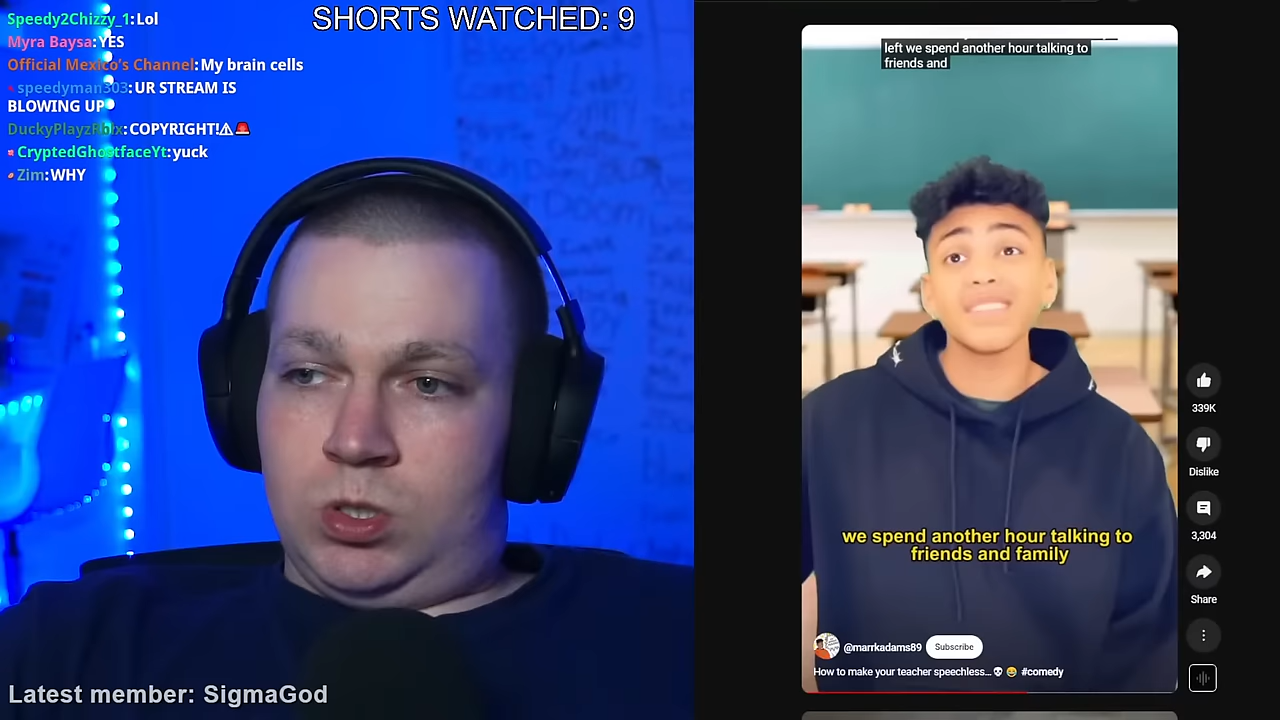 SHORTS WATCHED: 9
Speedy2Chizzy_1:Lol
Myra Baysa:YES
Official Mexico's Channel:My brain cells
speedyman303:UR STREAM IS
BLOWING UP
DuckyPlayzRblx:COPYRIGHT!⚠️🚨
CryptedGhostfaceYt:yuck
Zim:WHY
Latest member: SigmaGod
left we spend another hour talking to
friends and
we spend another hour talking to
friends and family
@marrkadams89 Subscribe
How to make your teacher speechless...💀 😂 #comedy
339K
Dislike
3,304
Share